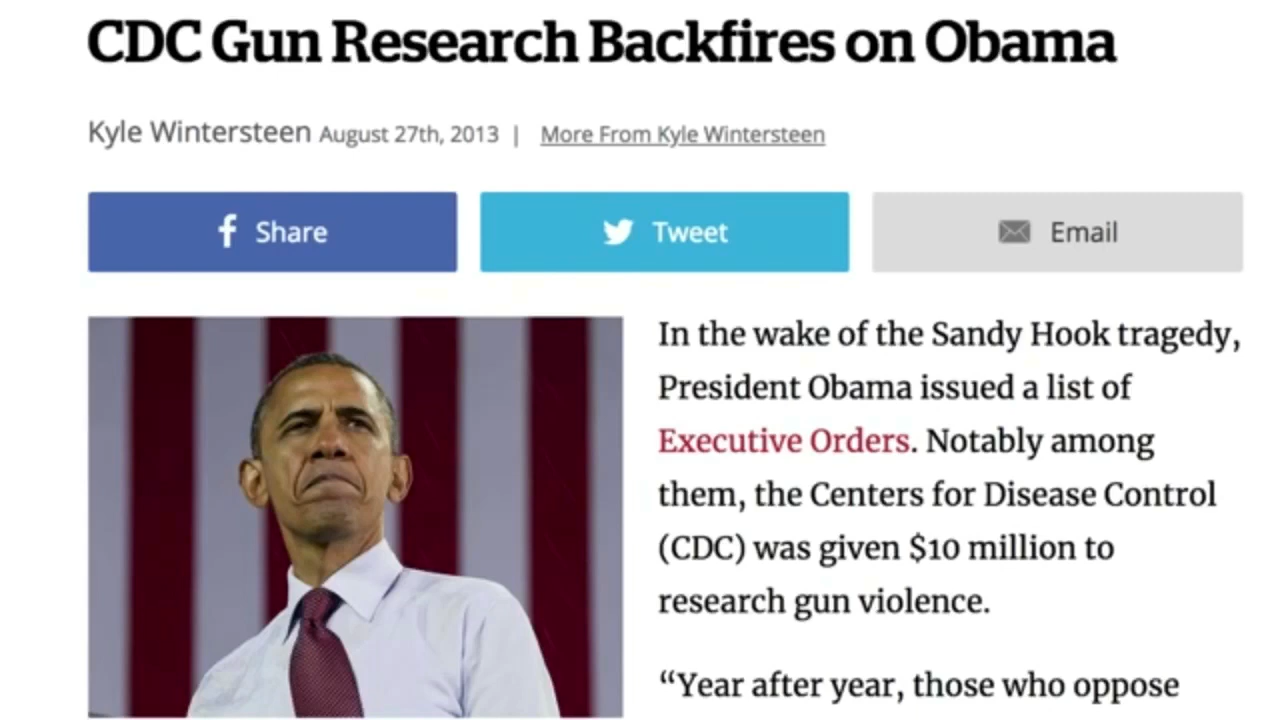 CDC Gun Research Backfires on Obama
Kyle Wintersteen August 27th, 2013 | More From Kyle Wintersteen
Share
Tweet
Email
In the wake of the Sandy Hook tragedy,
President Obama issued a list of
Executive Orders. Notably among
them, the Centers for Disease Control
(CDC) was given $10 million to
research gun violence.
“Year after year, those who oppose